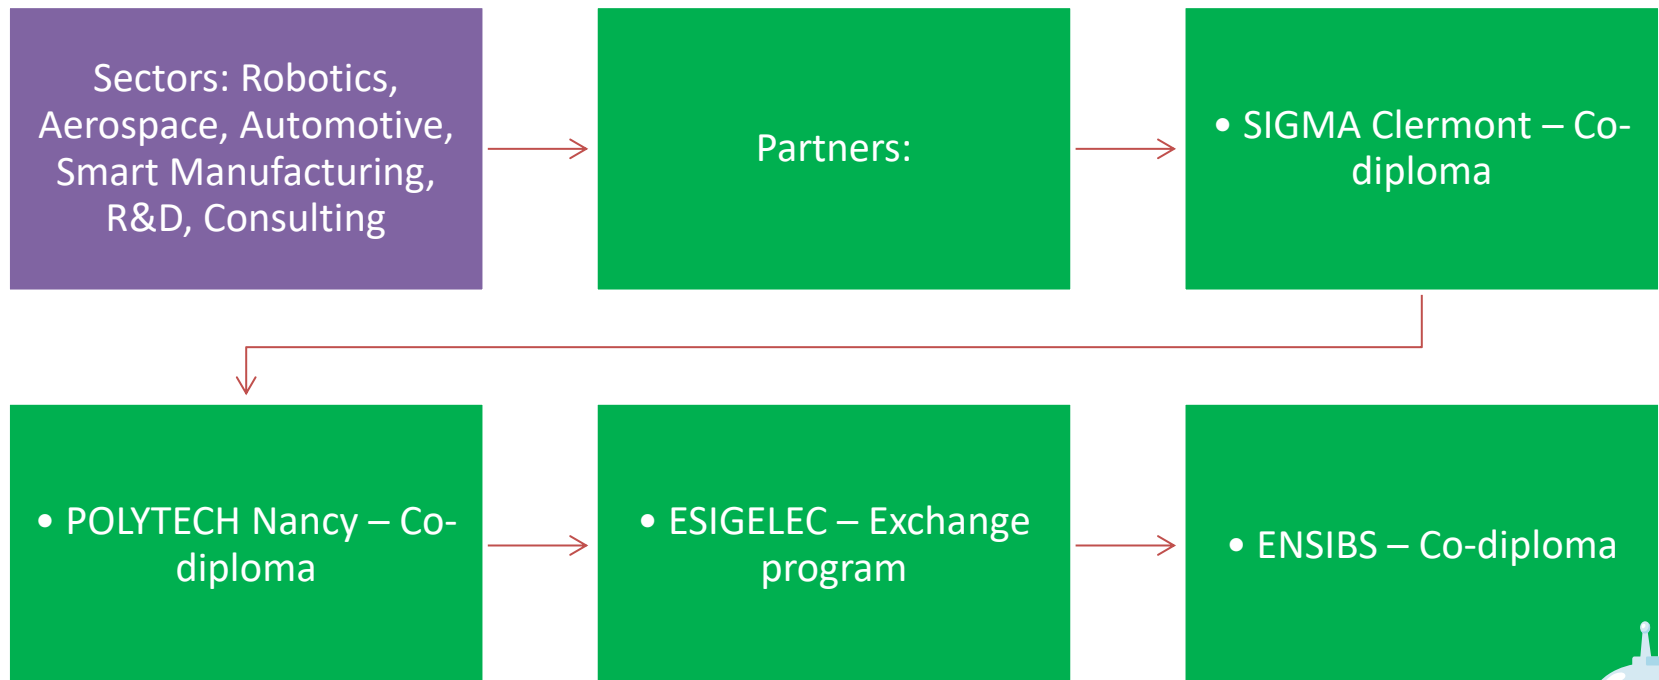 Sectors: Robotics,
Aerospace, Automotive,
Smart Manufacturing,
R&D, Consulting
Partners:
• SIGMA Clermont – Co-
diploma
• POLYTECH Nancy – Co-
diploma
• ESIGELEC – Exchange
program
• ENSIBS – Co-diploma